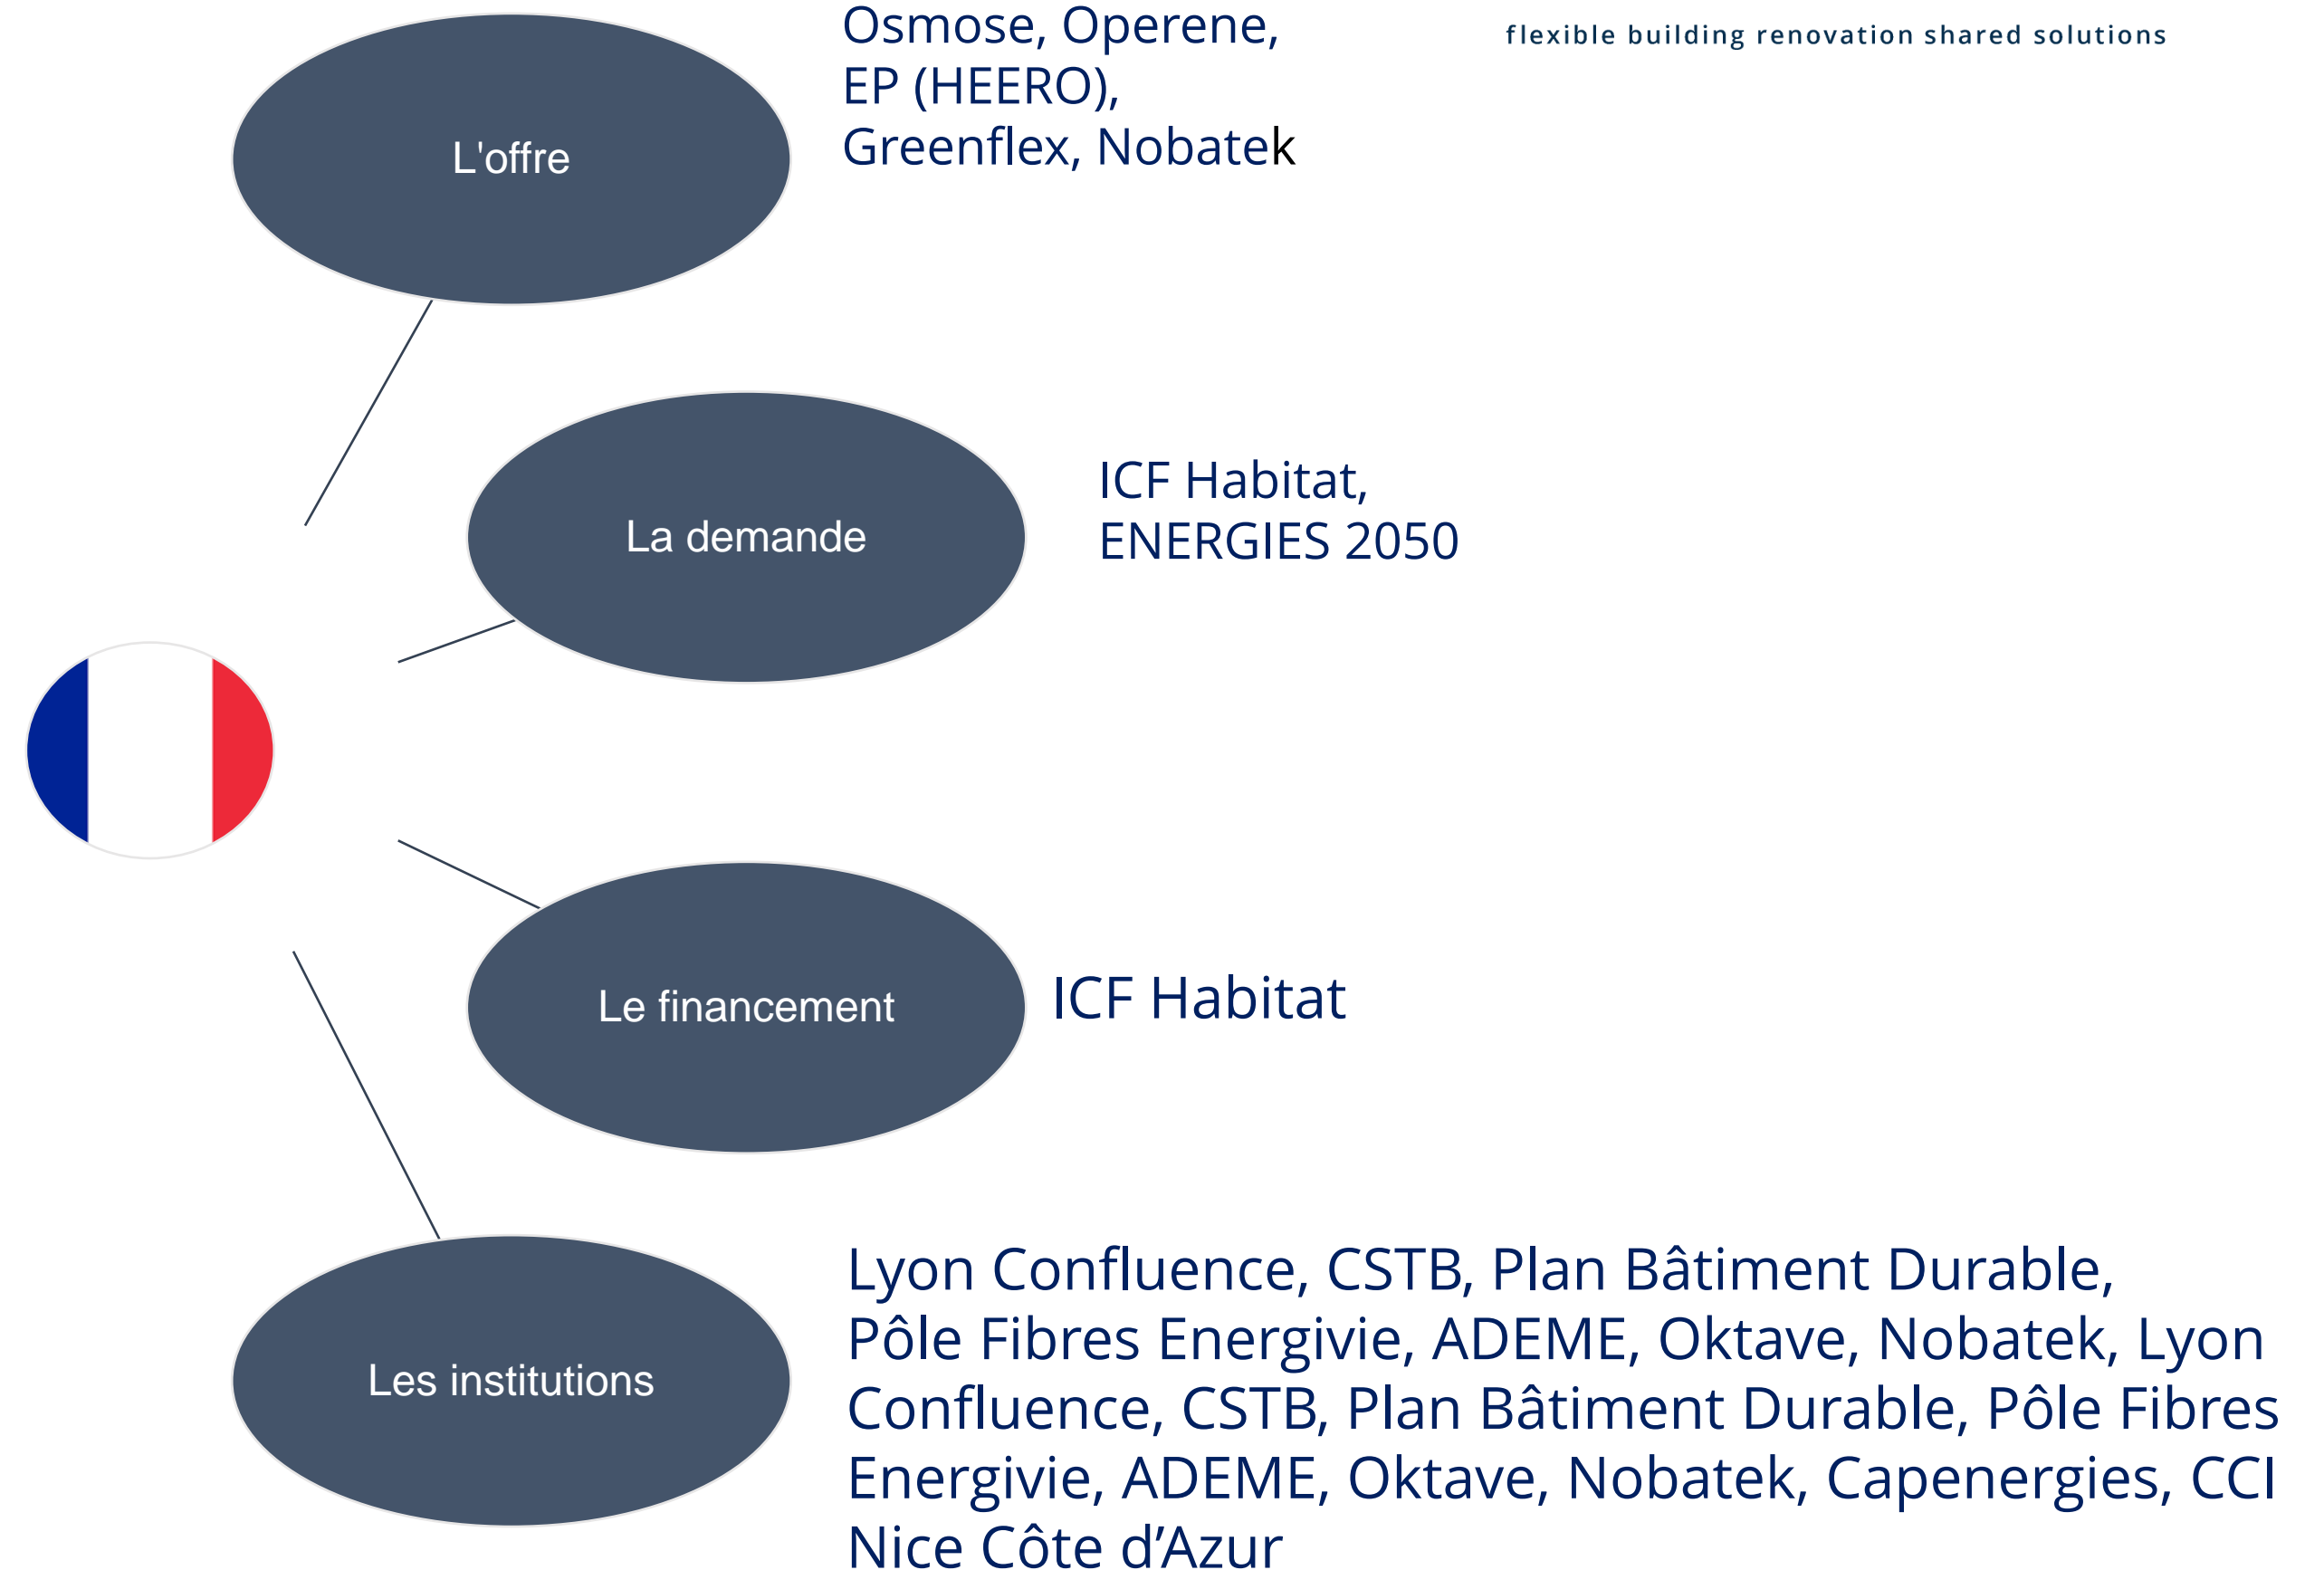 flexible building renovation shared solutions
Osmose, Operene,
EP (HEERO),
Greenflex, Nobatek
L'offre
La demande
ICF Habitat,
ENERGIES 2050
Le financement
ICF Habitat
Les institutions
Lyon Confluence, CSTB, Plan Bâtiment Durable,
Pôle Fibres Energivie, ADEME, Oktave, Nobatek, Lyon
Confluence, CSTB, Plan Bâtiment Durable, Pôle Fibres
Energivie, ADEME, Oktave, Nobatek, Capenergies, CCI
Nice Côte d’Azur